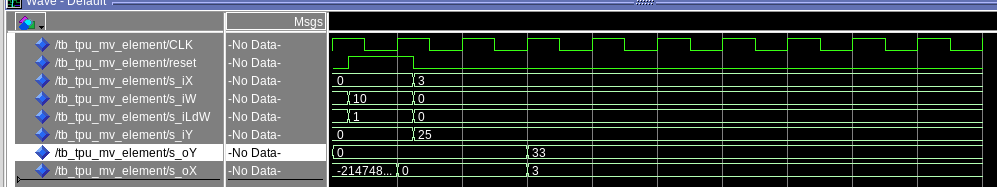 Wave - Default
Msgs
/tb_tpu_mv_element/CLK -No Data-
/tb_tpu_mv_element/reset -No Data-
/tb_tpu_mv_element/s_iX -No Data- 0 3
/tb_tpu_mv_element/s_iW -No Data- 10 0
/tb_tpu_mv_element/s_iLdW -No Data- 1 0
/tb_tpu_mv_element/s_iY -No Data- 0 25
/tb_tpu_mv_element/s_oY -No Data- 0 33
/tb_tpu_mv_element/s_oX -No Data- -214748... 0 3